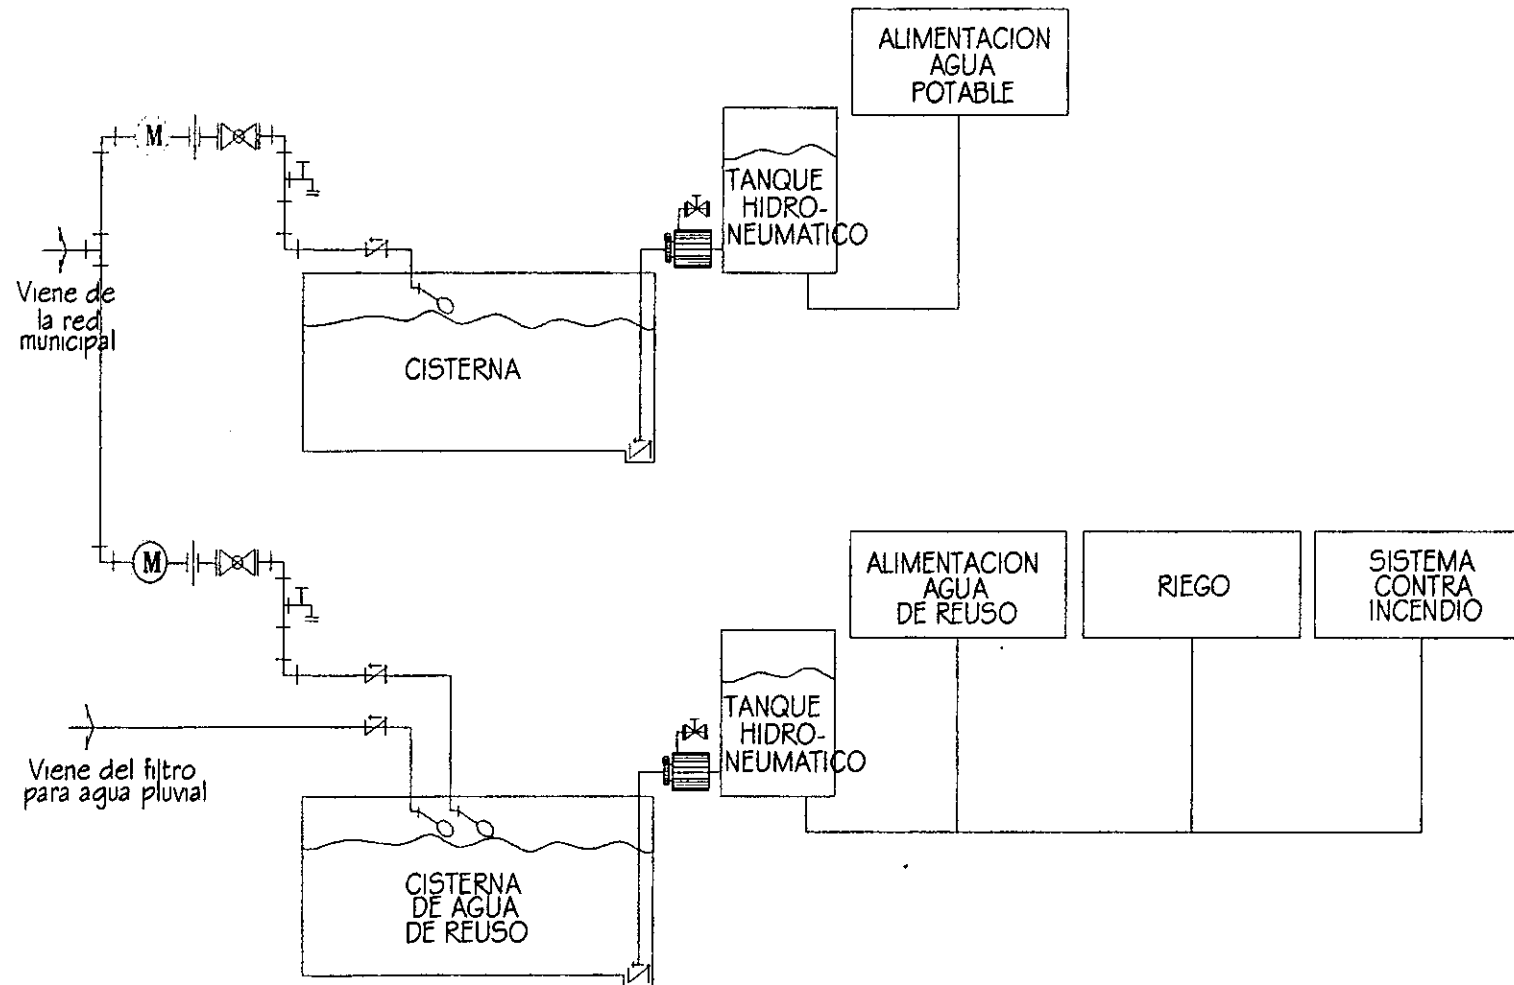 ALIMENTACION
AGUA
POTABLE
M
TANQUE
HIDRO-
NEUMATICO
Viene de
la red
municipal
CISTERNA
M
ALIMENTACION
AGUA
DE REUSO
RIEGO
SISTEMA
CONTRA
INCENDIO
TANQUE
HIDRO-
NEUMATICO
Viene del filtro
para agua pluvial
CISTERNA
DE AGUA
DE REUSO